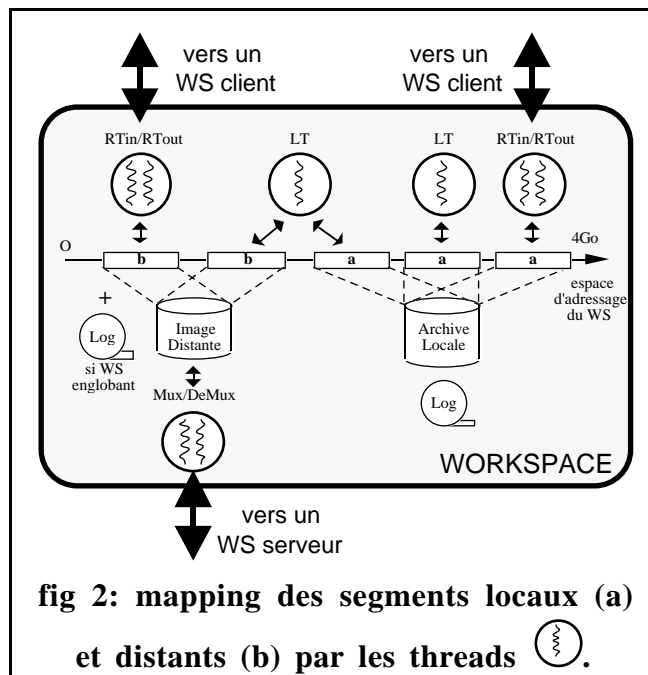 vers un
WS client
vers un
WS client
RTin/RTout
LT
LT
RTin/RTout
O
4Go
b
b
a
a
a
espace
d'adressage
du WS
+
Log
si WS
englobant
Image
Distante
Archive
Locale
Log
Mux/DeMux
WORKSPACE
vers un
WS serveur
fig 2: mapping des segments locaux (a)
et distants (b) par les threads .